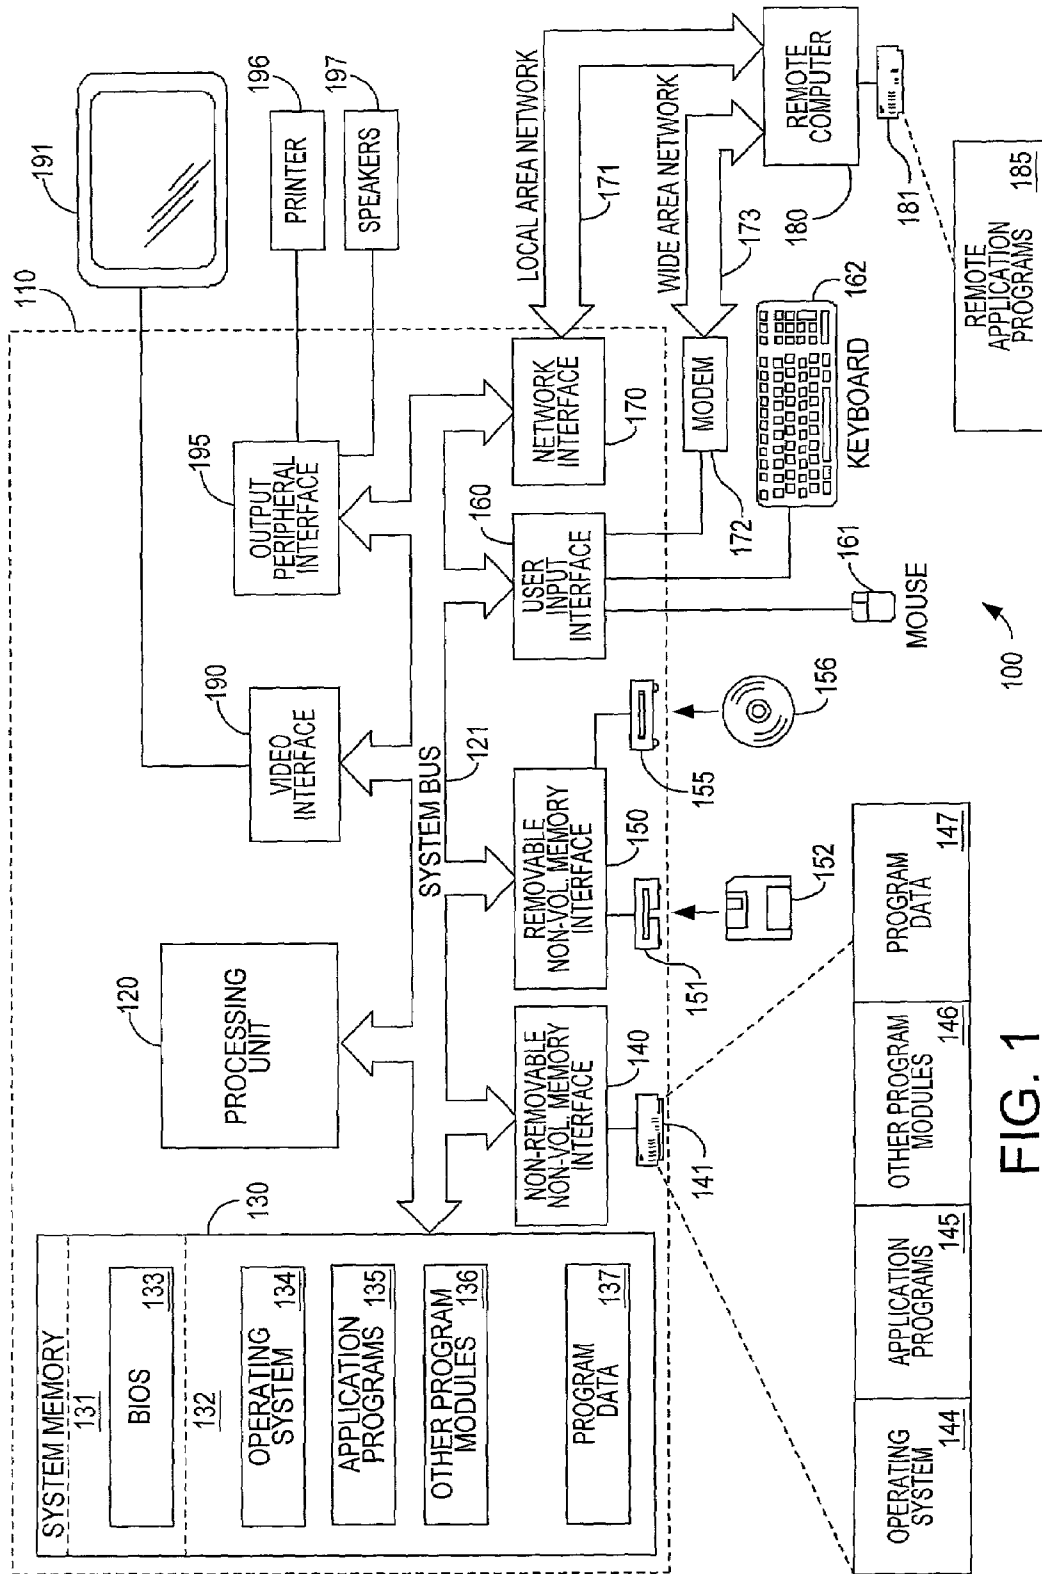 110
191
SYSTEM MEMORY
131
BIOS
133
132
OPERATING
SYSTEM
134
APPLICATION
PROGRAMS
135
OTHER PROGRAM
MODULES
136
PROGRAM
DATA
137
130
120
PROCESSING
UNIT
190
VIDEO
INTERFACE
195
OUTPUT
PERIPHERAL
INTERFACE
196
PRINTER
197
SPEAKERS
SYSTEM BUS
121
NON-REMOVABLE
NON-VOL. MEMORY
INTERFACE
140
REMOVABLE
NON-VOL. MEMORY
INTERFACE
150
USER
INPUT
INTERFACE
160
NETWORK
INTERFACE
170
LOCAL AREA NETWORK
171
WIDE AREA NETWORK
173
MODEM
172
REMOTE
COMPUTER
180
181
141
151
155
152
156
MOUSE
161
KEYBOARD
162
OPERATING
SYSTEM
144
APPLICATION
PROGRAMS
145
OTHER PROGRAM
MODULES
146
PROGRAM
DATA
147
REMOTE
APPLICATION
PROGRAMS
185
100
FIG. 1